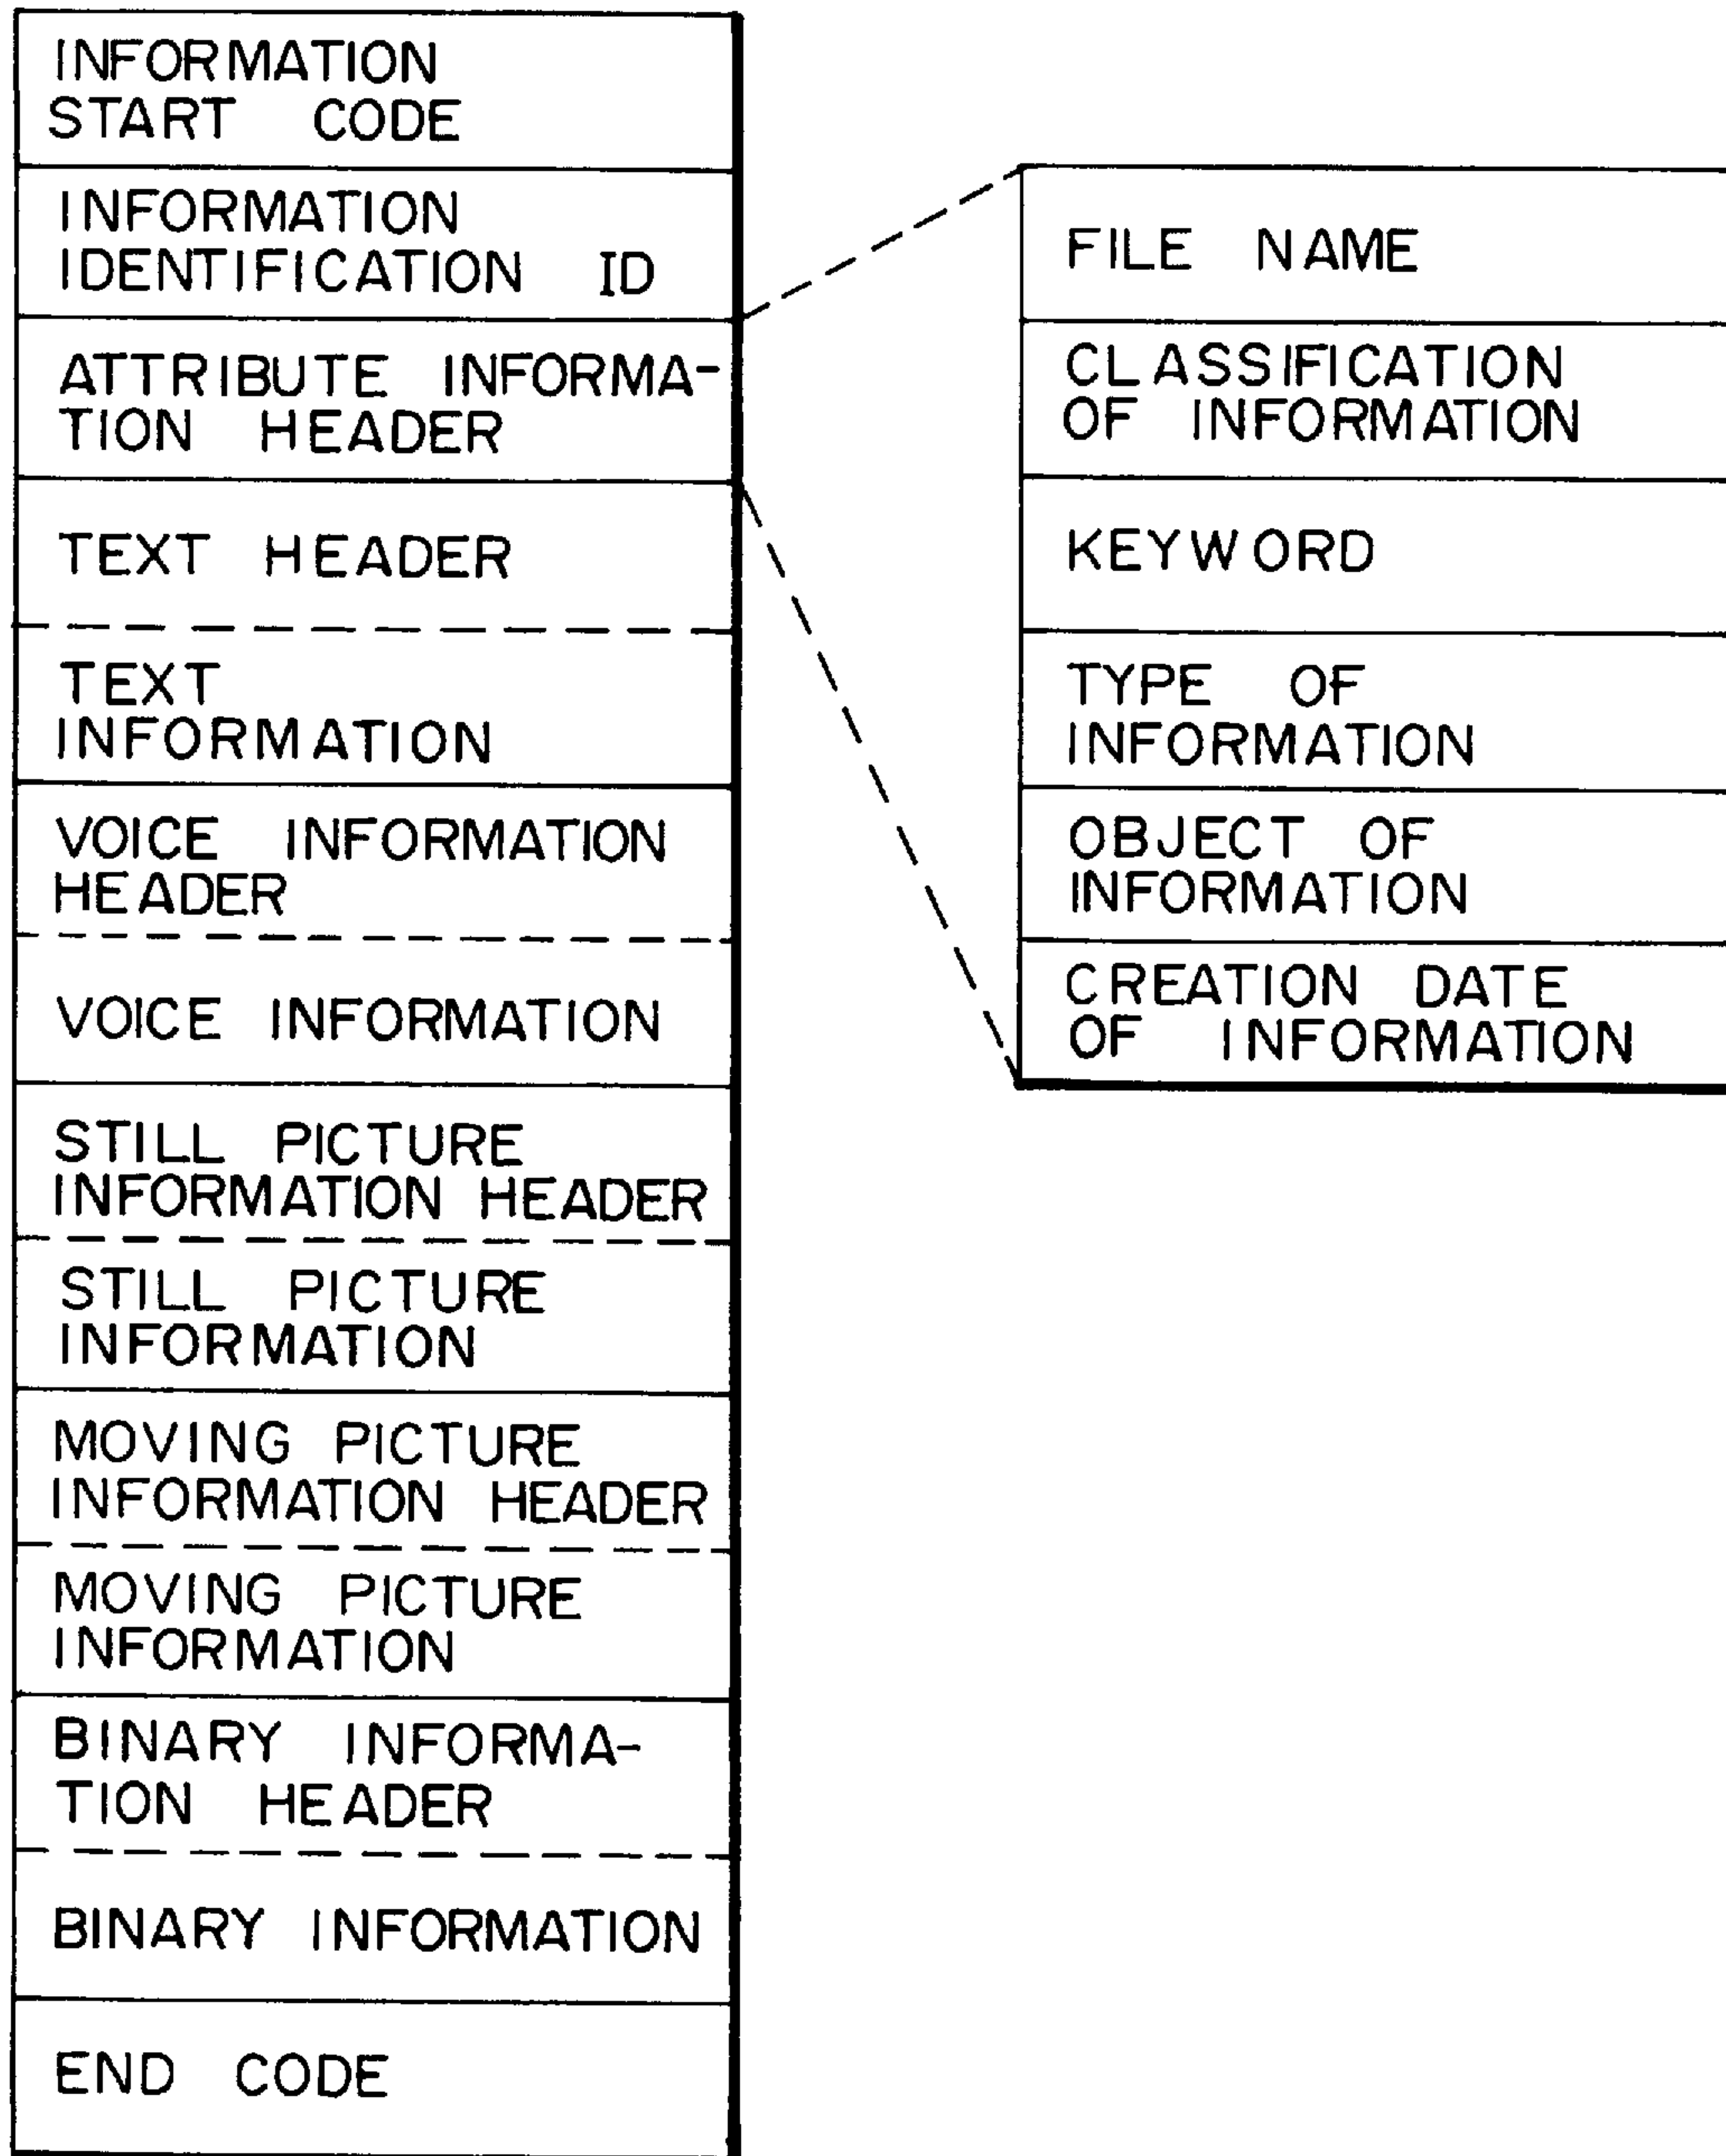 INFORMATION
START CODE
INFORMATION
IDENTIFICATION ID
ATTRIBUTE INFORMA-
TION HEADER
TEXT HEADER
TEXT
INFORMATION
VOICE INFORMATION
HEADER
VOICE INFORMATION
STILL PICTURE
INFORMATION HEADER
STILL PICTURE
INFORMATION
MOVING PICTURE
INFORMATION HEADER
MOVING PICTURE
INFORMATION
BINARY INFORMA-
TION HEADER
BINARY INFORMATION
END CODE
FILE NAME
CLASSIFICATION
OF INFORMATION
KEYWORD
TYPE OF
INFORMATION
OBJECT OF
INFORMATION
CREATION DATE
OF INFORMATION